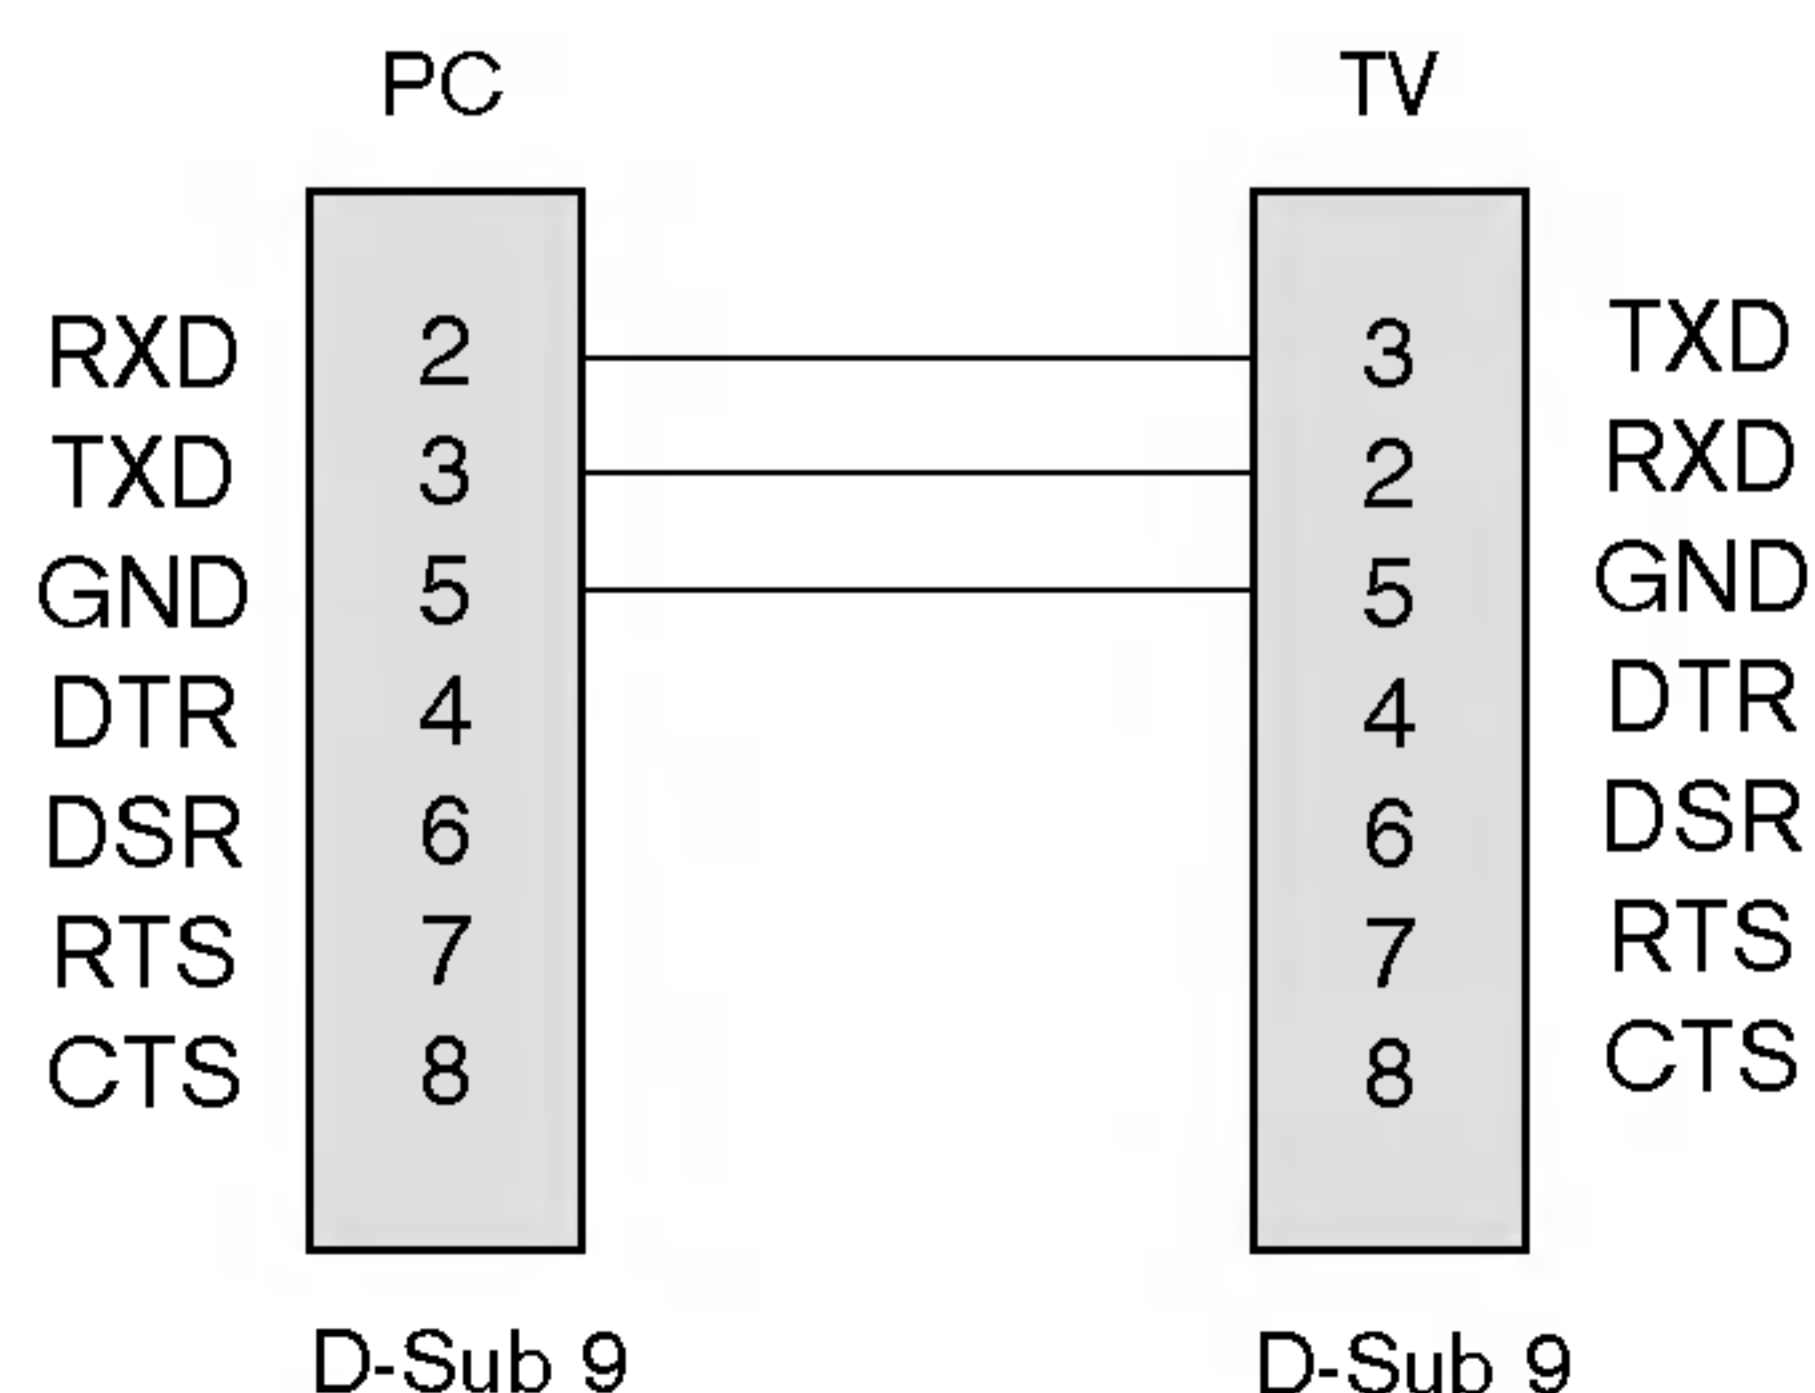 PC TV
RXD 2 3 TXD
TXD 3 2 RXD
GND 5 5 GND
DTR 4 4 DTR
DSR 6 6 DSR
RTS 7 7 RTS
CTS 8 8 CTS
D-Sub 9 D-Sub 9